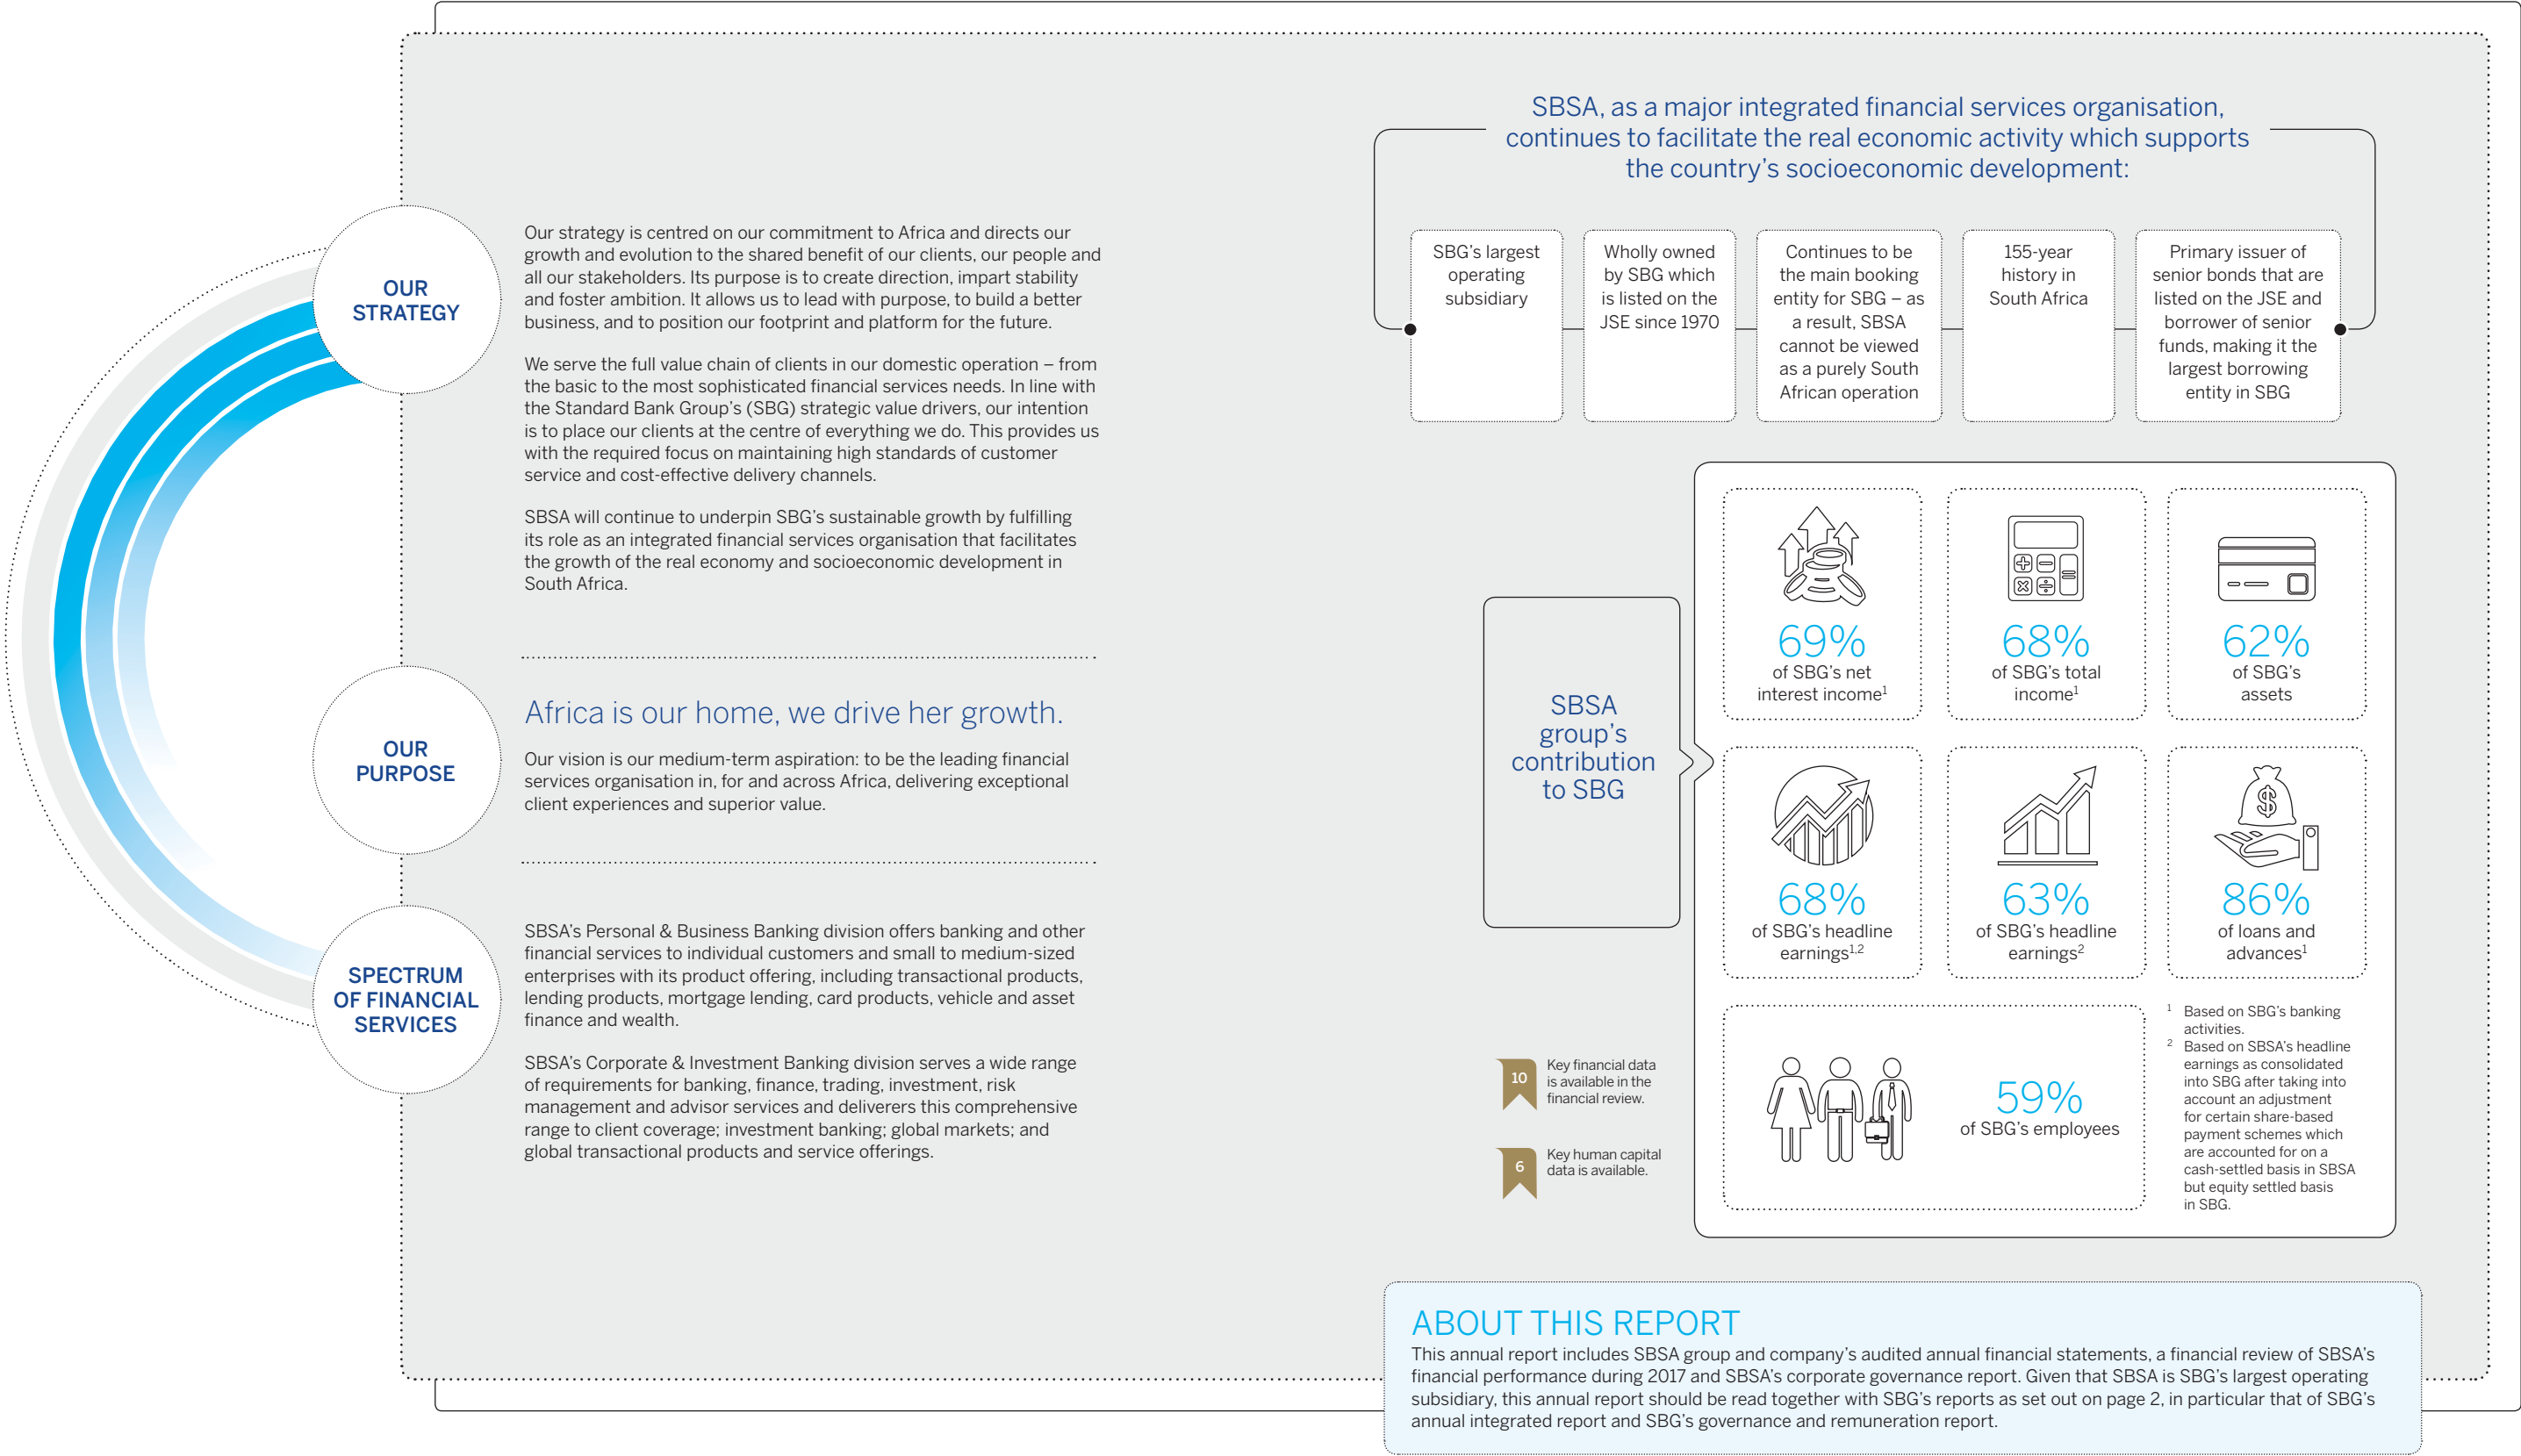 OUR
STRATEGY
Our strategy is centred on our commitment to Africa and directs our
growth and evolution to the shared benefit of our clients, our people and
all our stakeholders. Its purpose is to create direction, impart stability
and foster ambition. It allows us to lead with purpose, to build a better
business, and to position our footprint and platform for the future.
We serve the full value chain of clients in our domestic operation – from
the basic to the most sophisticated financial services needs. In line with
the Standard Bank Group's (SBG) strategic value drivers, our intention
is to place our clients at the centre of everything we do. This provides us
with the required focus on maintaining high standards of customer
service and cost-effective delivery channels.
SBSA will continue to underpin SBG's sustainable growth by fulfilling
its role as an integrated financial services organisation that facilitates
the growth of the real economy and socioeconomic development in
South Africa.
OUR
PURPOSE
Africa is our home, we drive her growth.
Our vision is our medium-term aspiration: to be the leading financial
services organisation in, for and across Africa, delivering exceptional
client experiences and superior value.
SPECTRUM
OF FINANCIAL
SERVICES
SBSA's Personal & Business Banking division offers banking and other
financial services to individual customers and small to medium-sized
enterprises with its product offering, including transactional products,
lending products, mortgage lending, card products, vehicle and asset
finance and wealth.
SBSA's Corporate & Investment Banking division serves a wide range
of requirements for banking, finance, trading, investment, risk
management and advisor services and deliverers this comprehensive
range to client coverage; investment banking; global markets; and
global transactional products and service offerings.
SBSA, as a major integrated financial services organisation,
continues to facilitate the real economic activity which supports
the country's socioeconomic development:
SBG's largest
operating
subsidiary
Wholly owned
by SBG which
is listed on the
JSE since 1970
Continues to be
the main booking
entity for SBG – as
a result, SBSA
cannot be viewed
as a purely South
African operation
155-year
history in
South Africa
Primary issuer of
senior bonds that are
listed on the JSE and
borrower of senior
funds, making it the
largest borrowing
entity in SBG
SBSA
group's
contribution
to SBG
69%
of SBG's net
interest income1
68%
of SBG's total
income1
62%
of SBG's
assets
68%
of SBG's headline
earnings1,2
63%
of SBG's headline
earnings2
$
86%
of loans and
advances1
59%
of SBG's employees
1 Based on SBG's banking
activities.
2 Based on SBSA's headline
earnings as consolidated
into SBG after taking into
account an adjustment
for certain share-based
payment schemes which
are accounted for on a
cash-settled basis in SBSA
but equity settled basis
in SBG.
10
Key financial data
is available in the
financial review.
6
Key human capital
data is available.
ABOUT THIS REPORT
This annual report includes SBSA group and company's audited annual financial statements, a financial review of SBSA's
financial performance during 2017 and SBSA's corporate governance report. Given that SBSA is SBG's largest operating
subsidiary, this annual report should be read together with SBG's reports as set out on page 2, in particular that of SBG's
annual integrated report and SBG's governance and remuneration report.